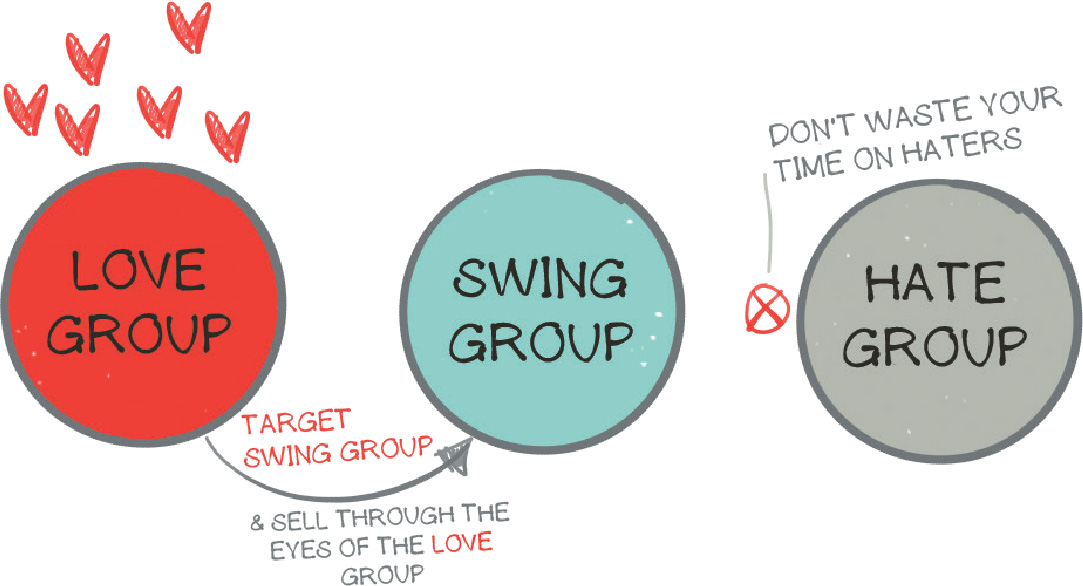 DON'T WASTE YOUR
TIME ON HATERS
LOVE
GROUP
SWING
GROUP
HATE
GROUP
TARGET
SWING GROUP
& SELL THROUGH THE
EYES OF THE LOVE
GROUP